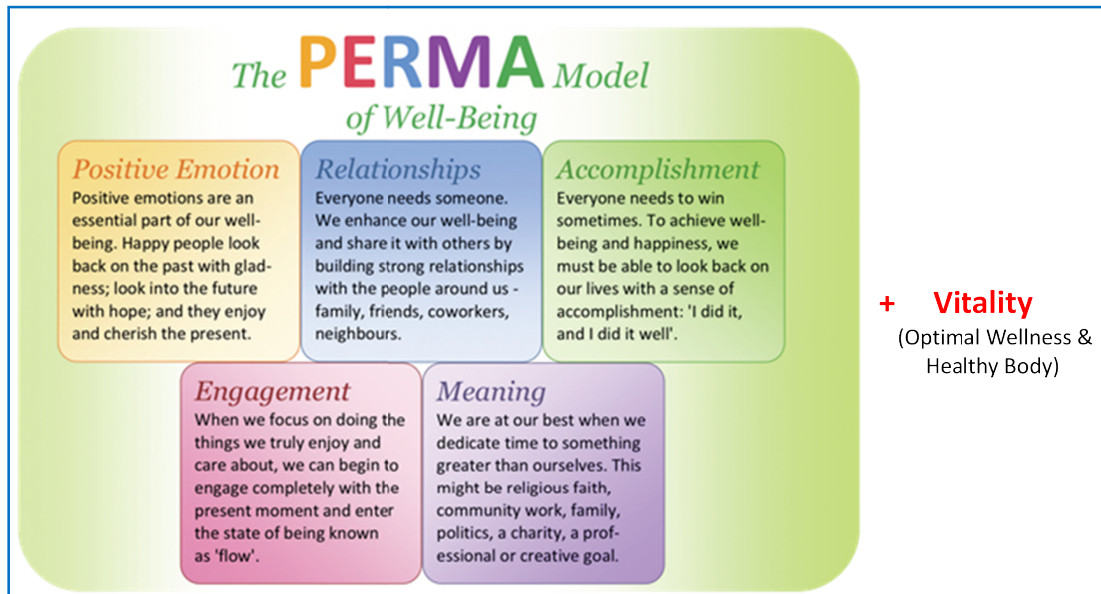 The PERMA Model
of Well-Being
Positive Emotion
Positive emotions are an
essential part of our well-
being. Happy people look
back on the past with glad-
ness; look into the future
with hope; and they enjoy
and cherish the present.
Relationships
Everyone needs someone.
We enhance our well-being
and share it with others by
building strong relationships
with the people around us -
family, friends, coworkers,
neighbours.
Accomplishment
Everyone needs to win
sometimes. To achieve well-
being and happiness, we
must be able to look back on
our lives with a sense of
accomplishment: 'I did it,
and I did it well'.
Engagement
When we focus on doing the
things we truly enjoy and
care about, we can begin to
engage completely with the
present moment and enter
the state of being known
as 'flow'.
Meaning
We are at our best when we
dedicate time to something
greater than ourselves. This
might be religious faith,
community work, family,
politics, a charity, a prof-
essional or creative goal.
+ Vitality
(Optimal Wellness &
Healthy Body)